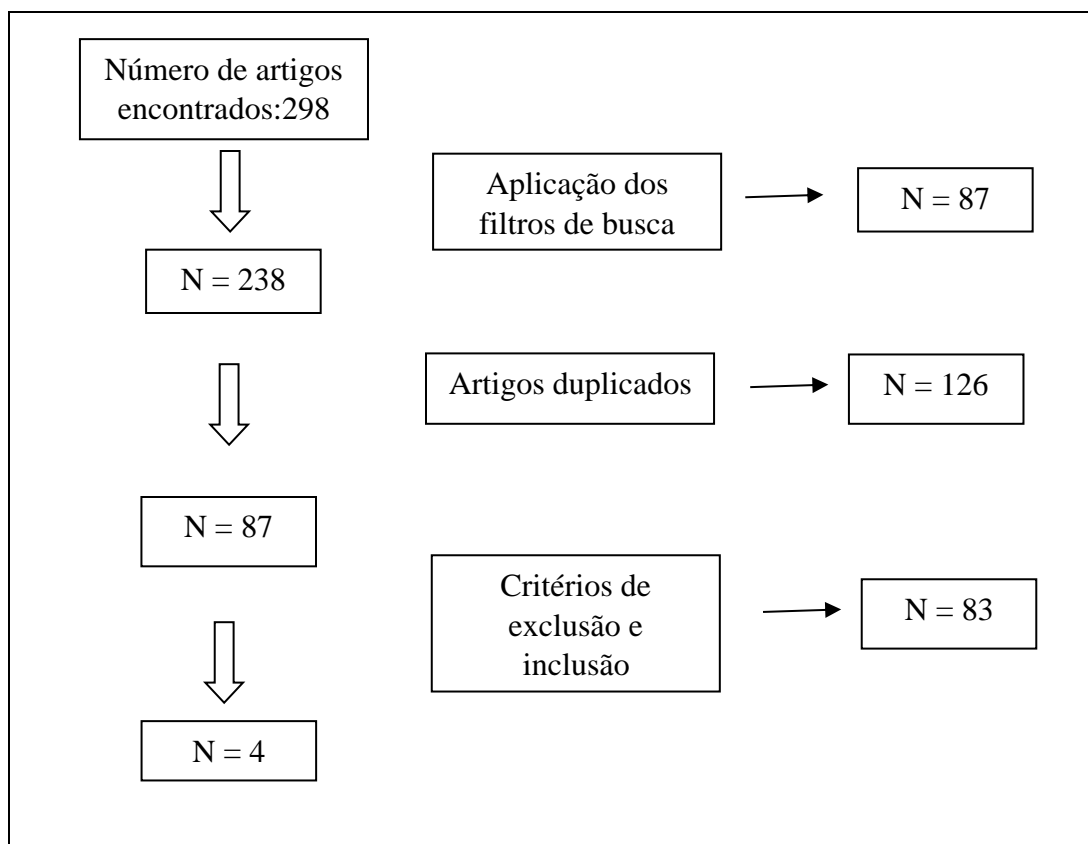 Número de artigos
encontrados:298
Aplicação dos
filtros de busca
N = 87
N = 238
Artigos duplicados
N = 126
N = 87
Critérios de
exclusão e
inclusão
N = 83
N = 4